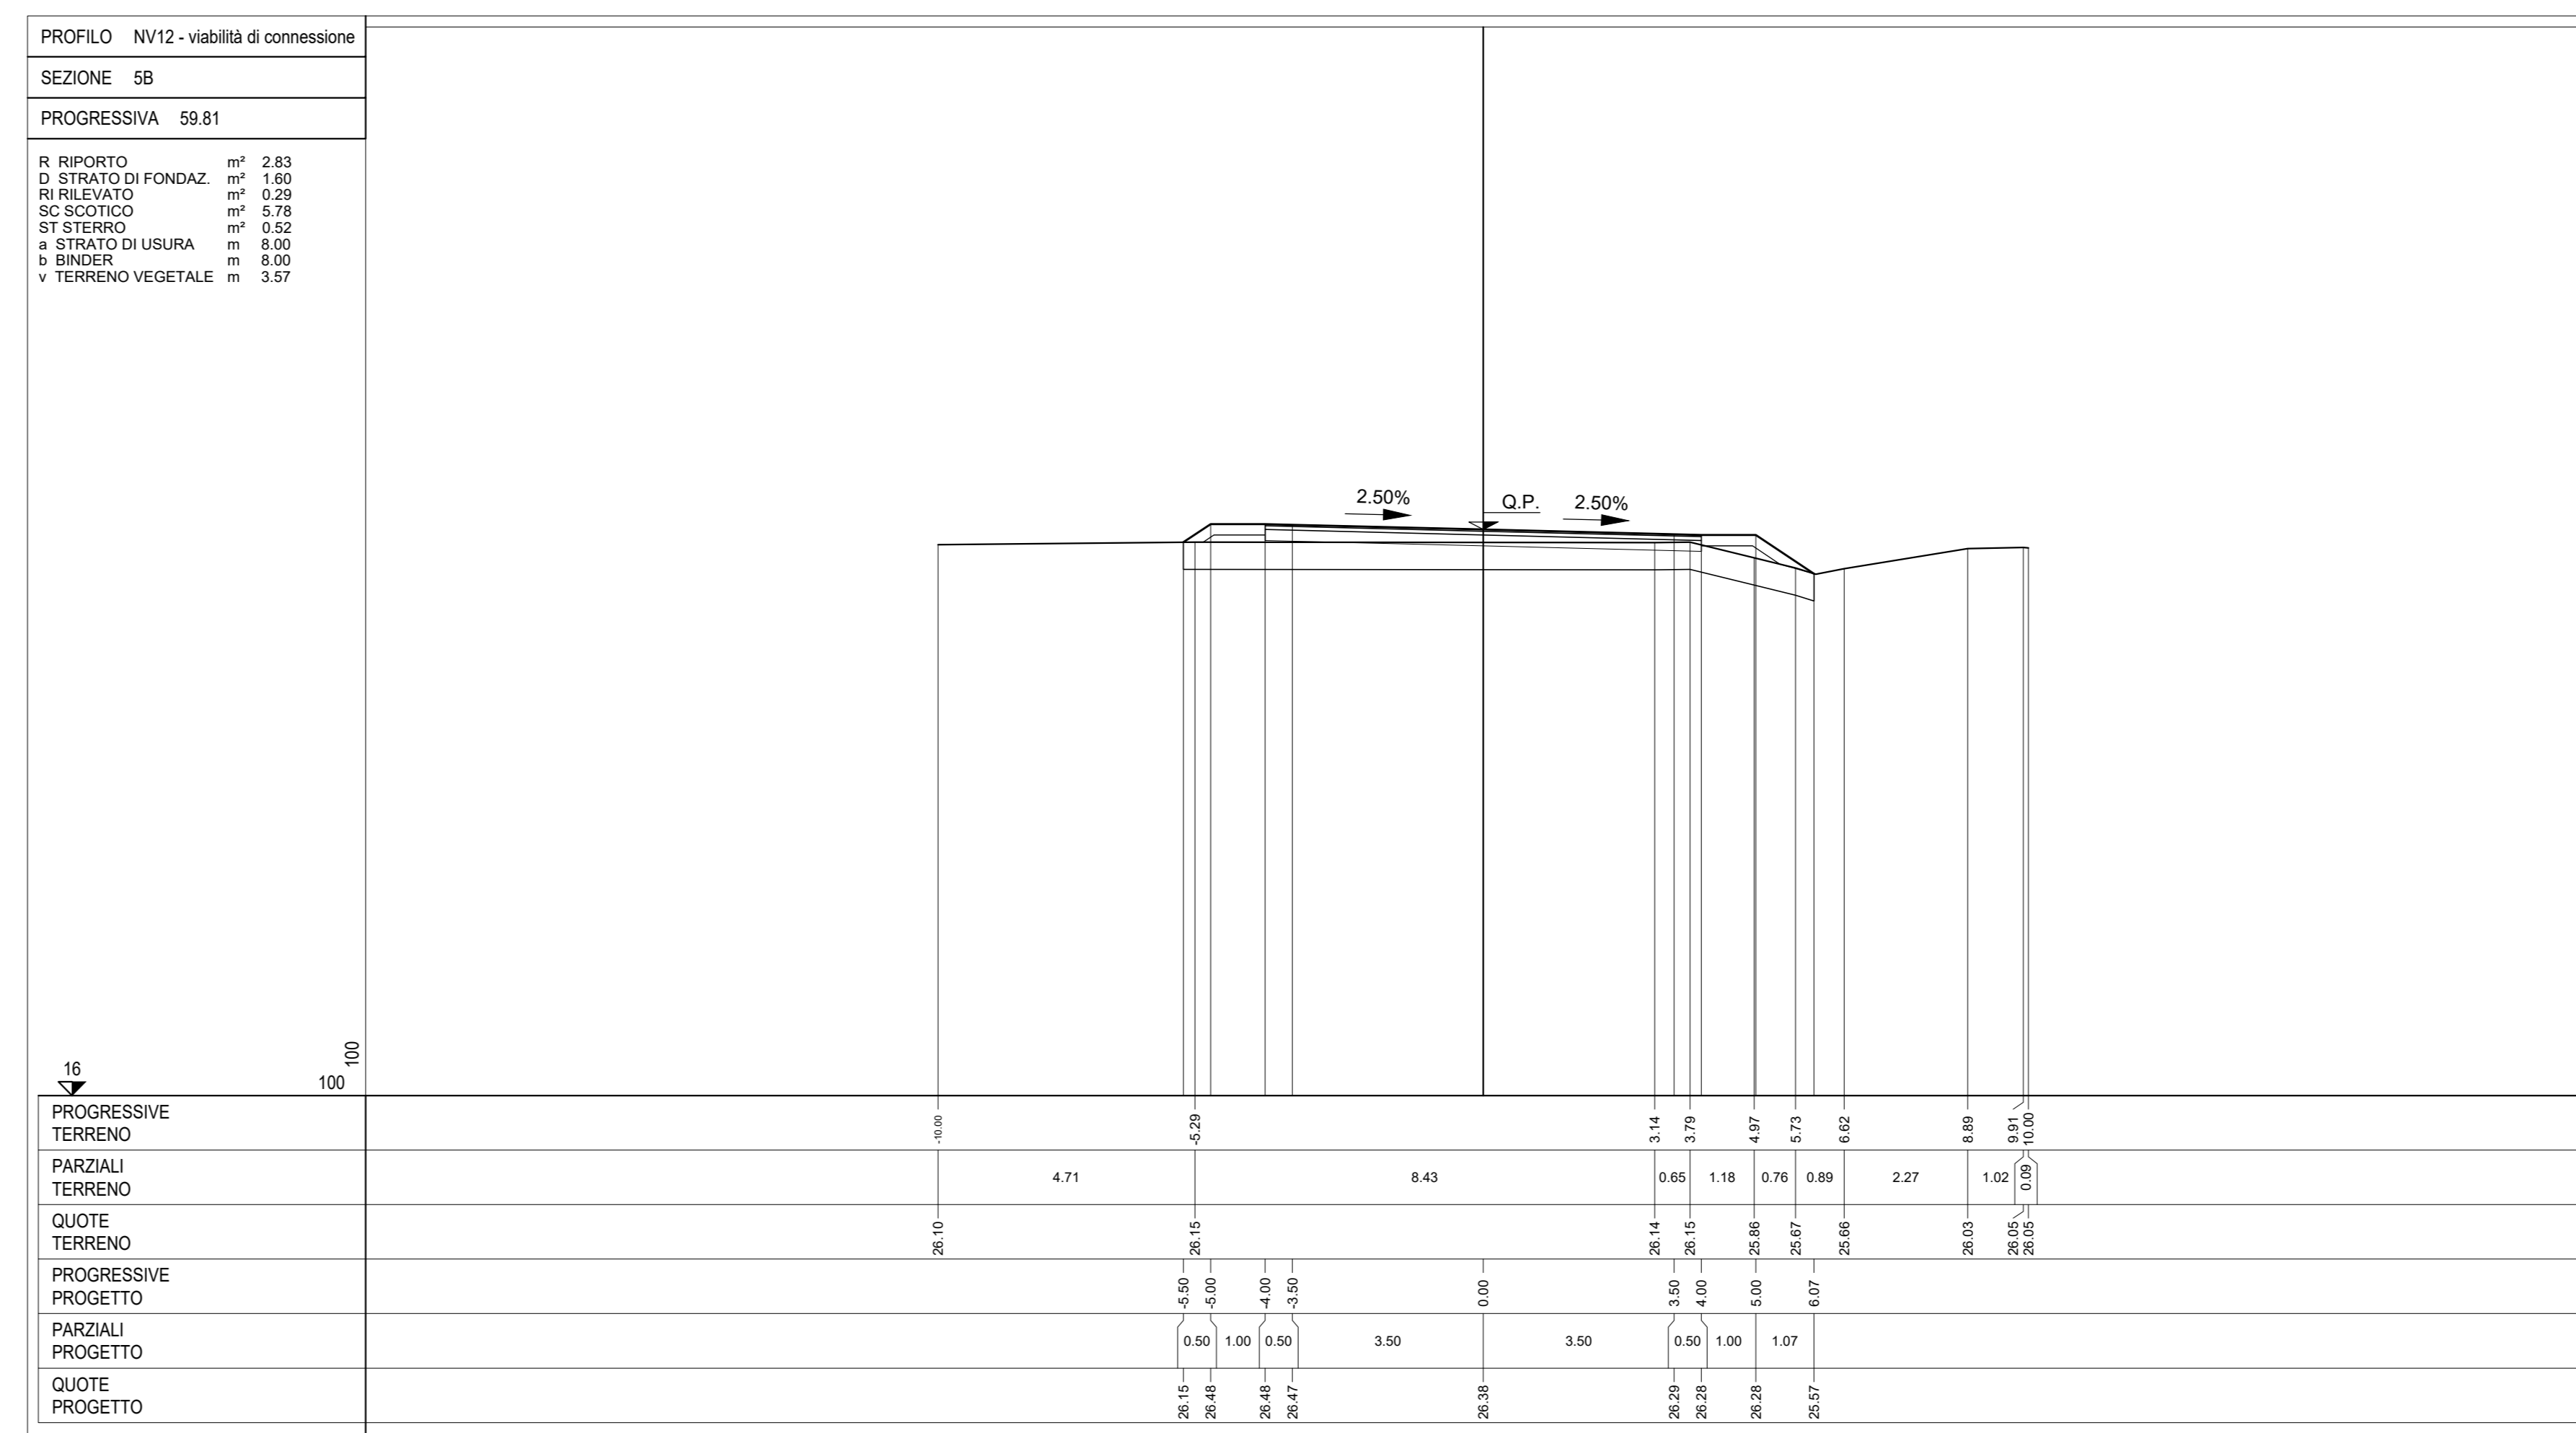 PROFILO NV12 - viabilità di connessione
SEZIONE 5B
PROGRESSIVA 59.81
R RIPORTO m² 2.83
D STRATO DI FONDAZ. m² 1.60
RI RILEVATO m² 0.29
SC SCOTICO m² 5.78
ST STERRO m² 0.52
a STRATO DI USURA m 8.00
b BINDER m 8.00
v TERRENO VEGETALE m 3.57
2.50% Q.P. 2.50%
16
100
100
PROGRESSIVE
TERRENO
-10.00 -5.29 3.14 3.79 4.97 5.73 6.62 8.89 9.91 10.00
PARZIALI
TERRENO
4.71 8.43 0.65 1.18 0.76 0.89 2.27 1.02 0.09
QUOTE
TERRENO
26.10 26.15 26.14 26.15 25.86 25.67 25.66 26.03 26.05 26.05
PROGRESSIVE
PROGETTO
-5.50 -5.00 -4.00 -3.50 0.00 3.50 4.00 5.00 6.07
PARZIALI
PROGETTO
0.50 1.00 0.50 3.50 3.50 0.50 1.00 1.07
QUOTE
PROGETTO
26.15 26.48 26.48 26.47 26.38 26.29 26.28 26.28 25.57